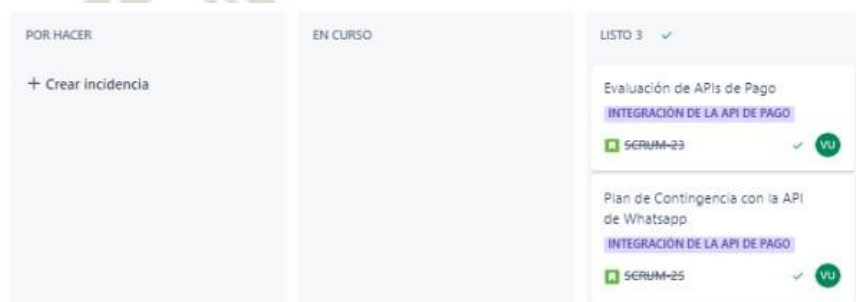 POR HACER
+ Crear incidencia
EN CURSO
LISTO 3
Evaluación de APIs de Pago
INTEGRACIÓN DE LA API DE PAGO
SCRUM-23
VU
Plan de Contingencia con la API
de Whatsapp
INTEGRACIÓN DE LA API DE PAGO
SCRUM-25
VU